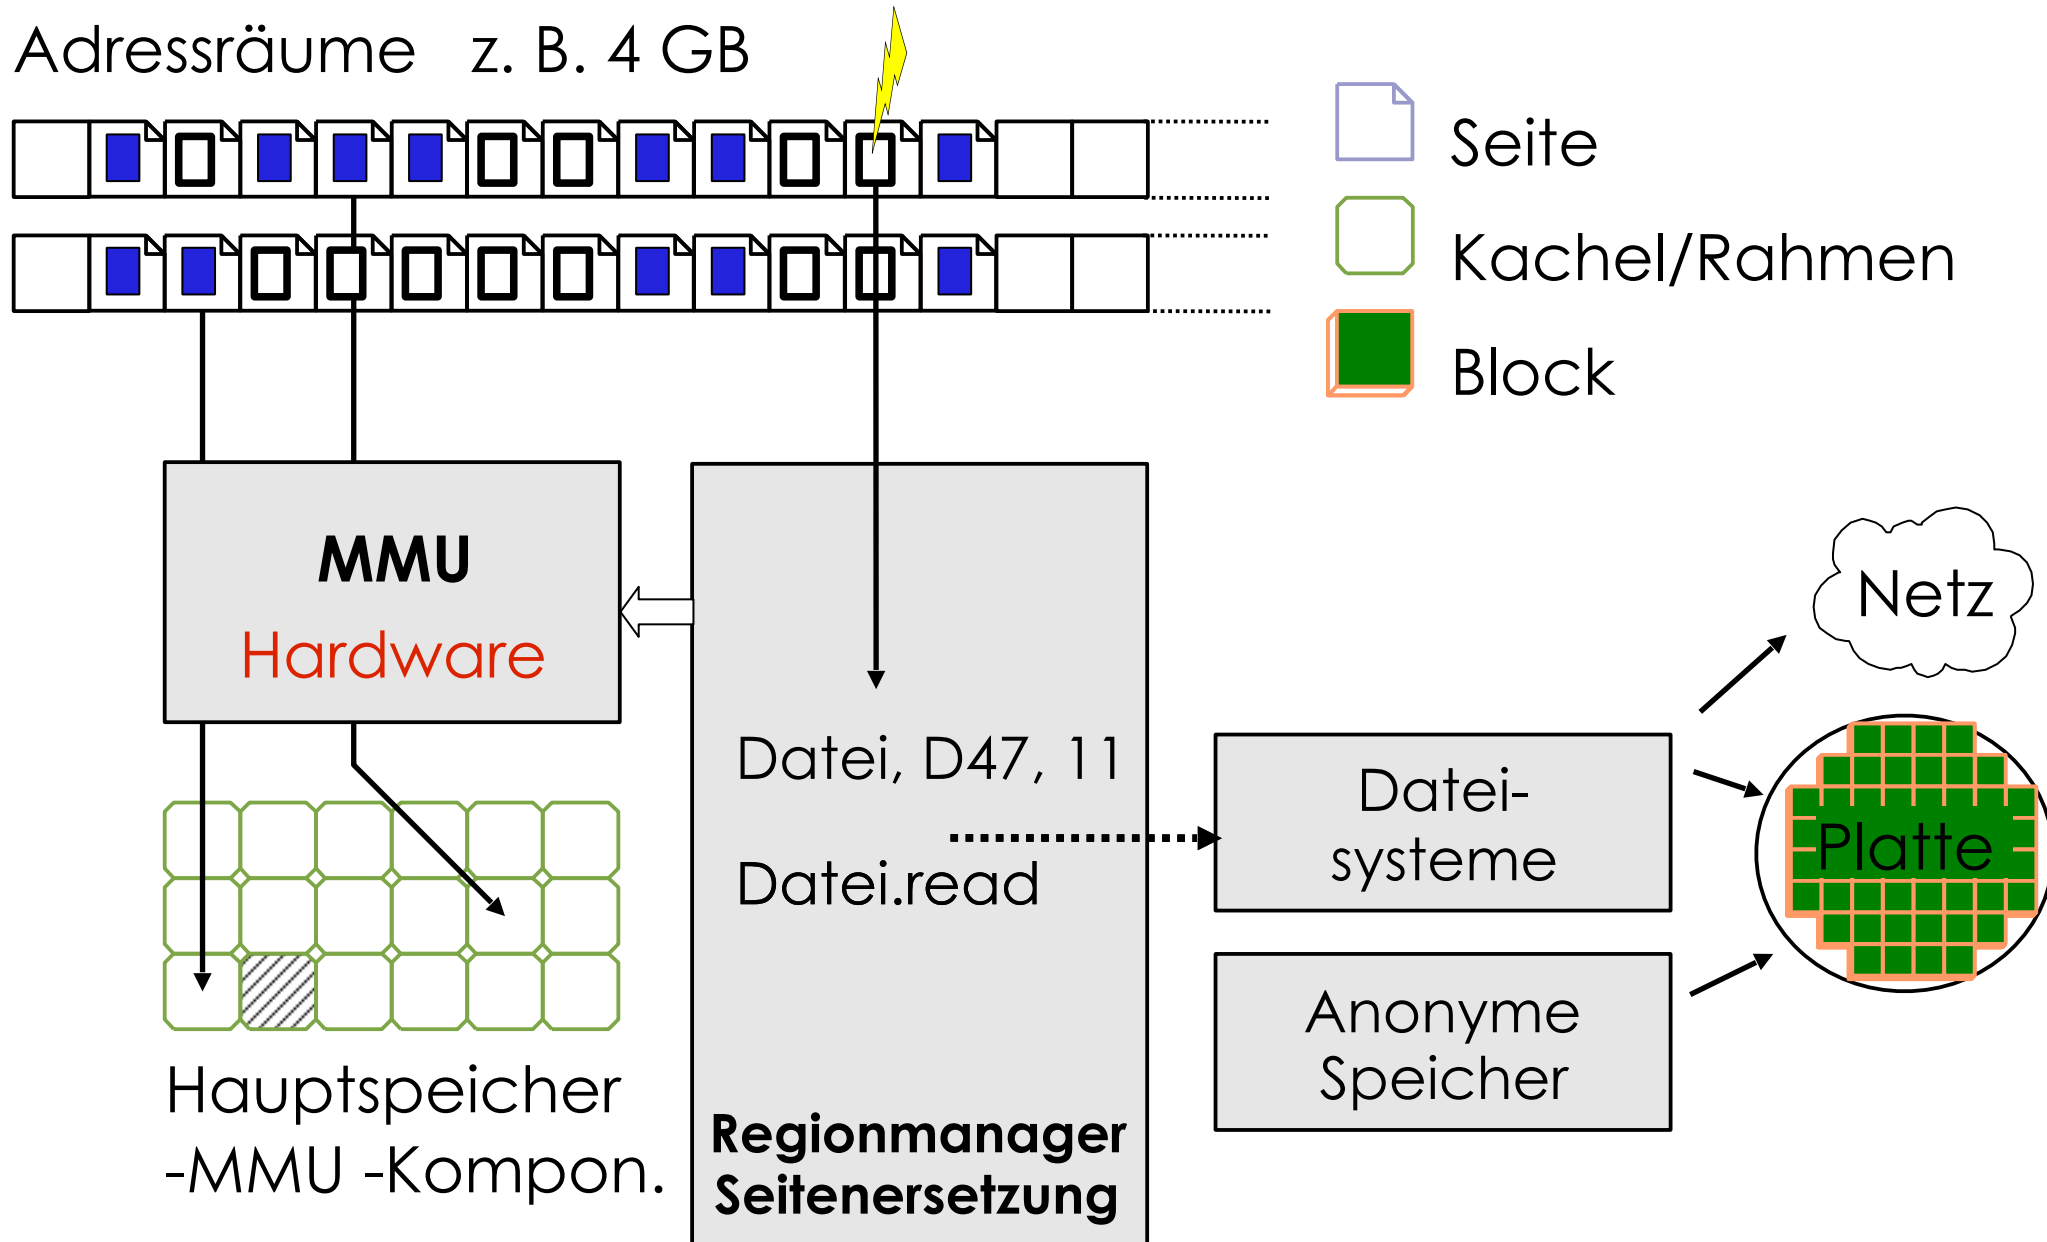 Adressräume z. B. 4 GB
Seite
Kachel/Rahmen
Block
MMU
Hardware
Netz
Datei, D47, 11
Datei.read
Datei-
systeme
Platte
Anonyme
Speicher
Hauptspeicher
-MMU -Kompon.
Regionmanager
Seitenersetzung